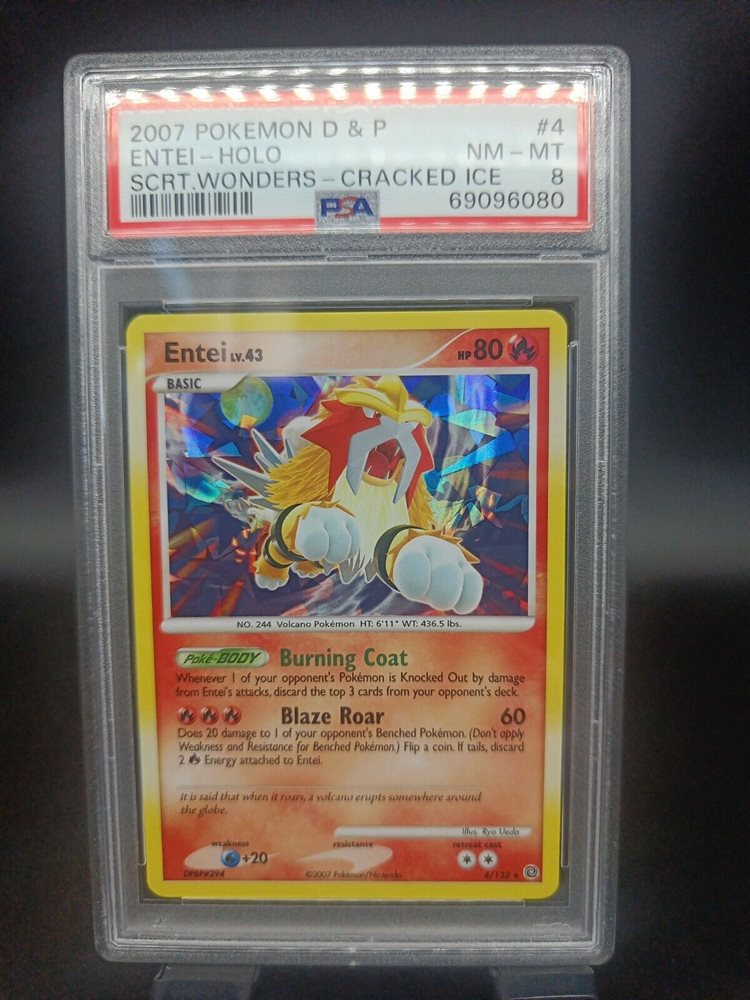 2007 POKEMON D & P #4
ENTEI-HOLO NM-MT
SCRT.WONDERS-CRACKED ICE 8
PSA 69096080
Entei LV.43 HP 80
BASIC
NO. 244 Volcano Pokémon HT: 6'11" WT: 436.5 lbs.
Poké-BODY Burning Coat
Whenever 1 of your opponent's Pokémon is Knocked Out by damage
from Entei's attacks, discard the top 3 cards from your opponent's deck.
Blaze Roar 60
Does 20 damage to 1 of your opponent's Benched Pokémon. (Don't apply
Weakness and Resistance for Benched Pokémon.) Flip a coin. If tails, discard
2 Energy attached to Entei.
It is said that when it roars, a volcano erupts somewhere around
the globe.
Illus. Ryo Ueda
weakness resistance retreat cost
+20
DPBP#294 ©2007 Pokémon/Nintendo 4/132 ★